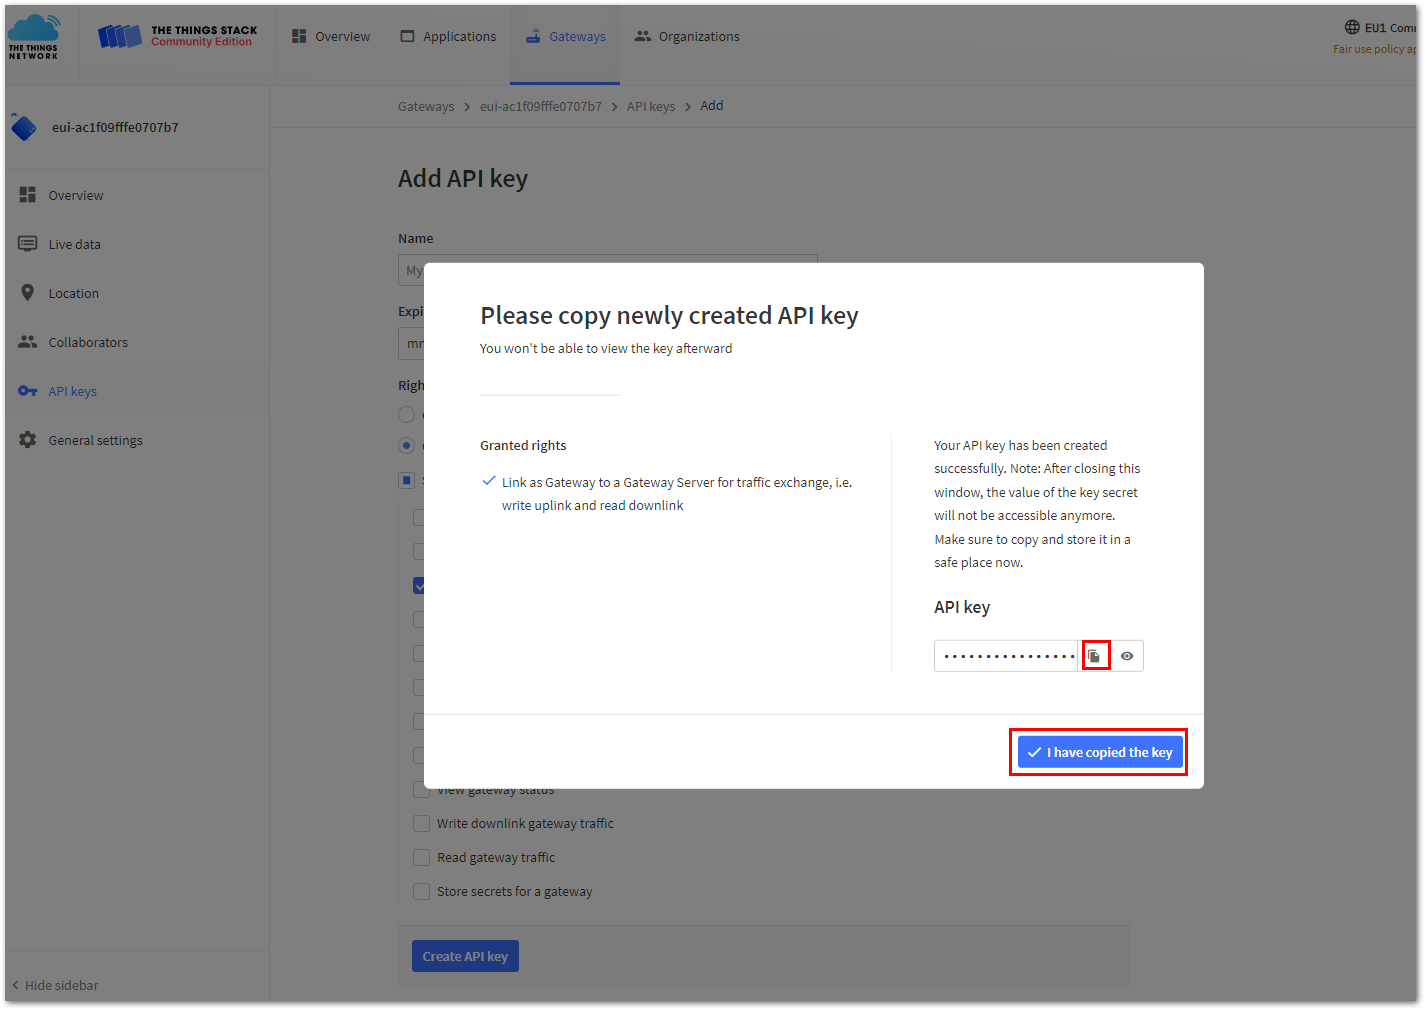 THE THINGS
NETWORK
THE THINGS STACK
Community Edition
Overview
Applications
Gateways
Organizations
EU1 Com
Fair use policy ap
eui-ac1f09fffe0707b7
Gateways > eui-ac1f09fffe0707b7 > API keys > Add
Overview
Live data
Location
Collaborators
API keys
General settings
Hide sidebar
Add API key
Name
My
Expi
Righ
Please copy newly created API key
You won't be able to view the key afterward
Granted rights
Link as Gateway to a Gateway Server for traffic exchange, i.e.
write uplink and read downlink
Your API key has been created
successfully. Note: After closing this
window, the value of the key secret
will not be accessible anymore.
Make sure to copy and store it in a
safe place now.
API key
••••••••••••••••
I have copied the key
View gateway status
Write downlink gateway traffic
Read gateway traffic
Store secrets for a gateway
Create API key